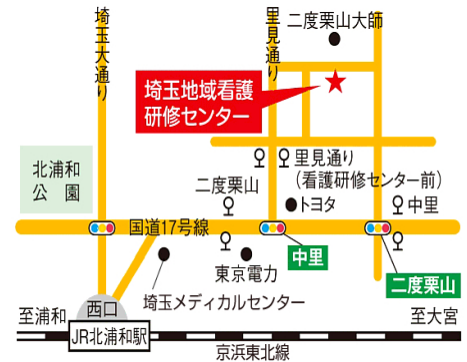 埼玉大通り
里見通り
二度栗山大師
埼玉地域看護
研修センター
北浦和
公　園
里見通り
(看護研修センター前)
二度栗山
トヨタ
中里
国道17号線
中里
東京電力
二度栗山
埼玉メディカルセンター
西口
至浦和
至大宮
JR北浦和駅
京浜東北線